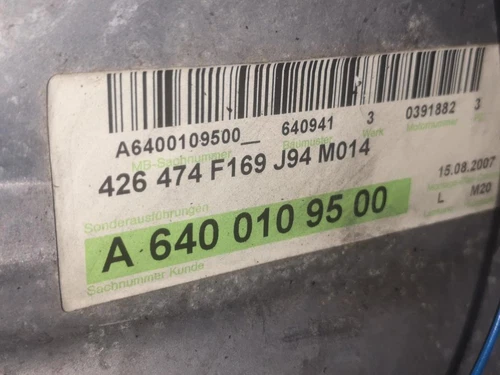 A6400109500_ 640941 3 0391882 3
MB-Sachnummer Baumuster Werk Motornummer
426 474 F169 J94 M014
15.08.2007
Sonderausführungen
L M20
A 640 010 95 00
Sachnummer Kunde